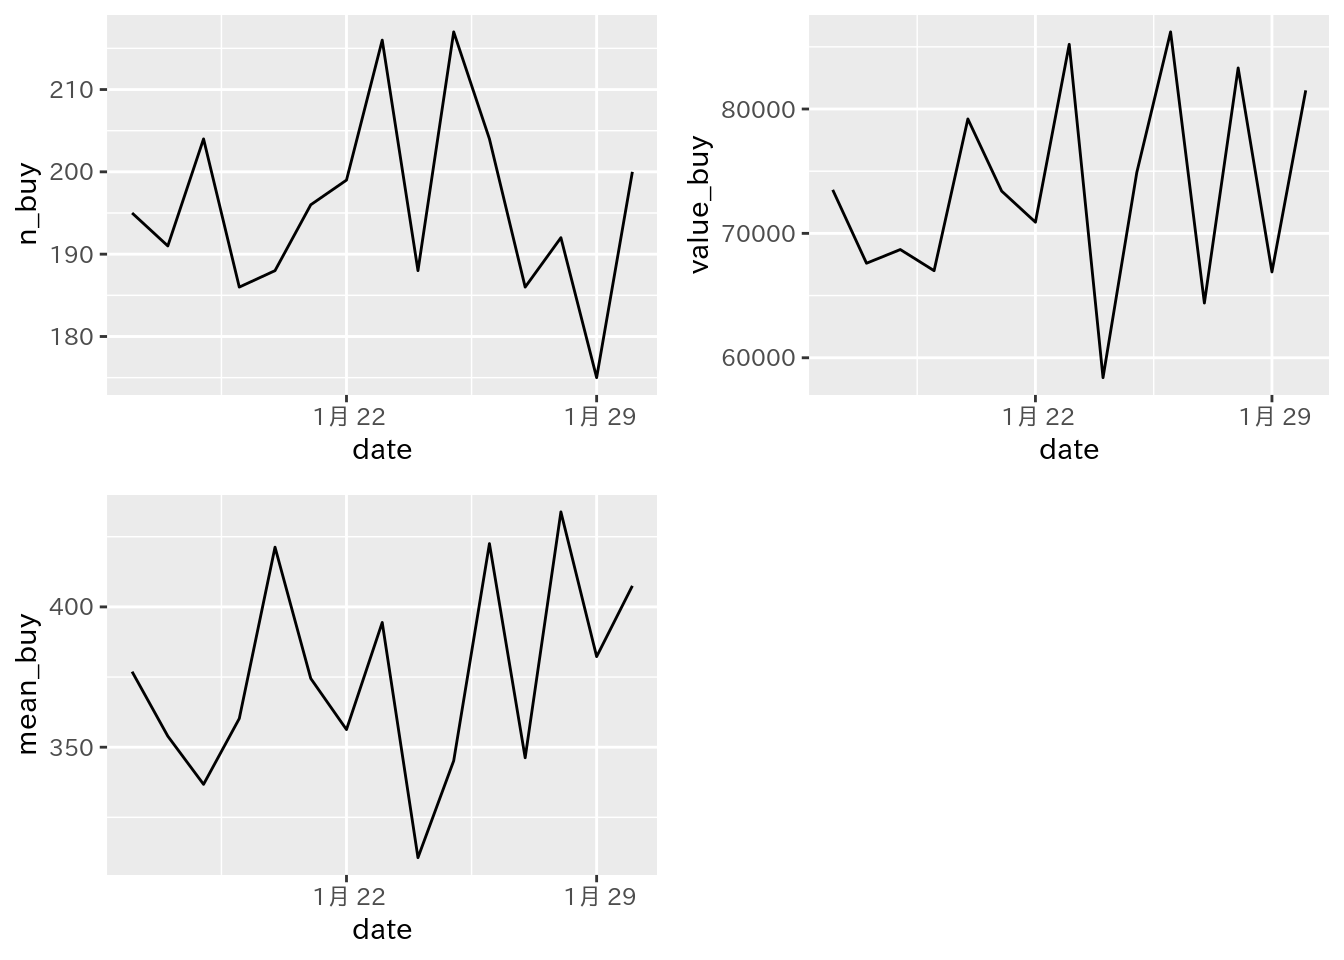 n_buy
210
200
190
180
1月 22
1月 29
date
value_buy
80000
70000
60000
1月 22
1月 29
date
mean_buy
400
350
1月 22
1月 29
date